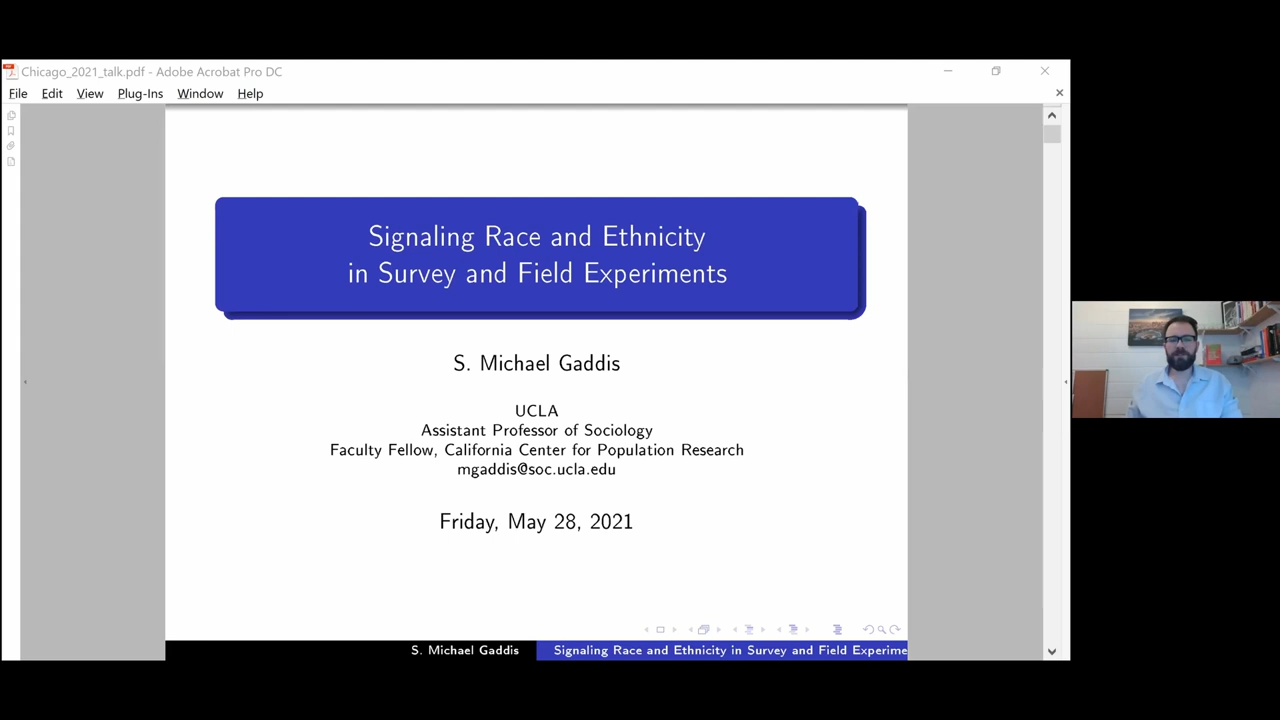 Chicago_2021_talk.pdf - Adobe Acrobat Pro DC
File Edit View Plug-Ins Window Help
Signaling Race and Ethnicity
in Survey and Field Experiments
S. Michael Gaddis
UCLA
Assistant Professor of Sociology
Faculty Fellow, California Center for Population Research
mgaddis@soc.ucla.edu
Friday, May 28, 2021
S. Michael Gaddis
Signaling Race and Ethnicity in Survey and Field Experime